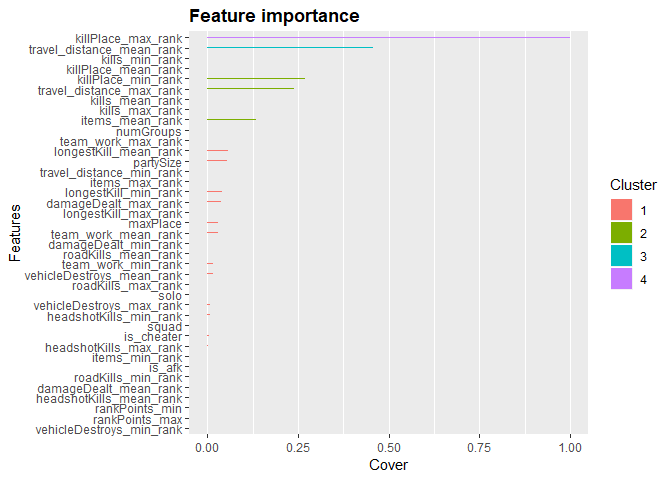 Feature importance
killPlace_max_rank
travel_distance_mean_rank
kills_min_rank
killPlace_mean_rank
killPlace_min_rank
travel_distance_max_rank
kills_mean_rank
kills_max_rank
items_mean_rank
numGroups
team_work_max_rank
longestKill_mean_rank
partySize
travel_distance_min_rank
items_max_rank
longestKill_min_rank
damageDealt_max_rank
longestKill_max_rank
maxPlace
team_work_mean_rank
damageDealt_min_rank
roadKills_mean_rank
team_work_min_rank
vehicleDestroys_mean_rank
roadKills_max_rank
solo
vehicleDestroys_max_rank
headshotKills_min_rank
squad
is_cheater
headshotKills_max_rank
items_min_rank
is_afk
roadKills_min_rank
damageDealt_mean_rank
headshotKills_mean_rank
rankPoints_min
rankPoints_max
vehicleDestroys_min_rank
Features
0.00 0.25 0.50 0.75 1.00
Cover
Cluster
1
2
3
4